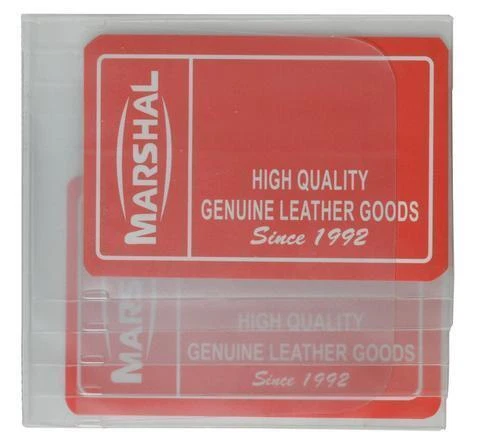 MARSHAL
HIGH QUALITY
GENUINE LEATHER GOODS
Since 1992
MARSHAL
HIGH QUALITY
GENUINE LEATHER GOODS
Since 1992